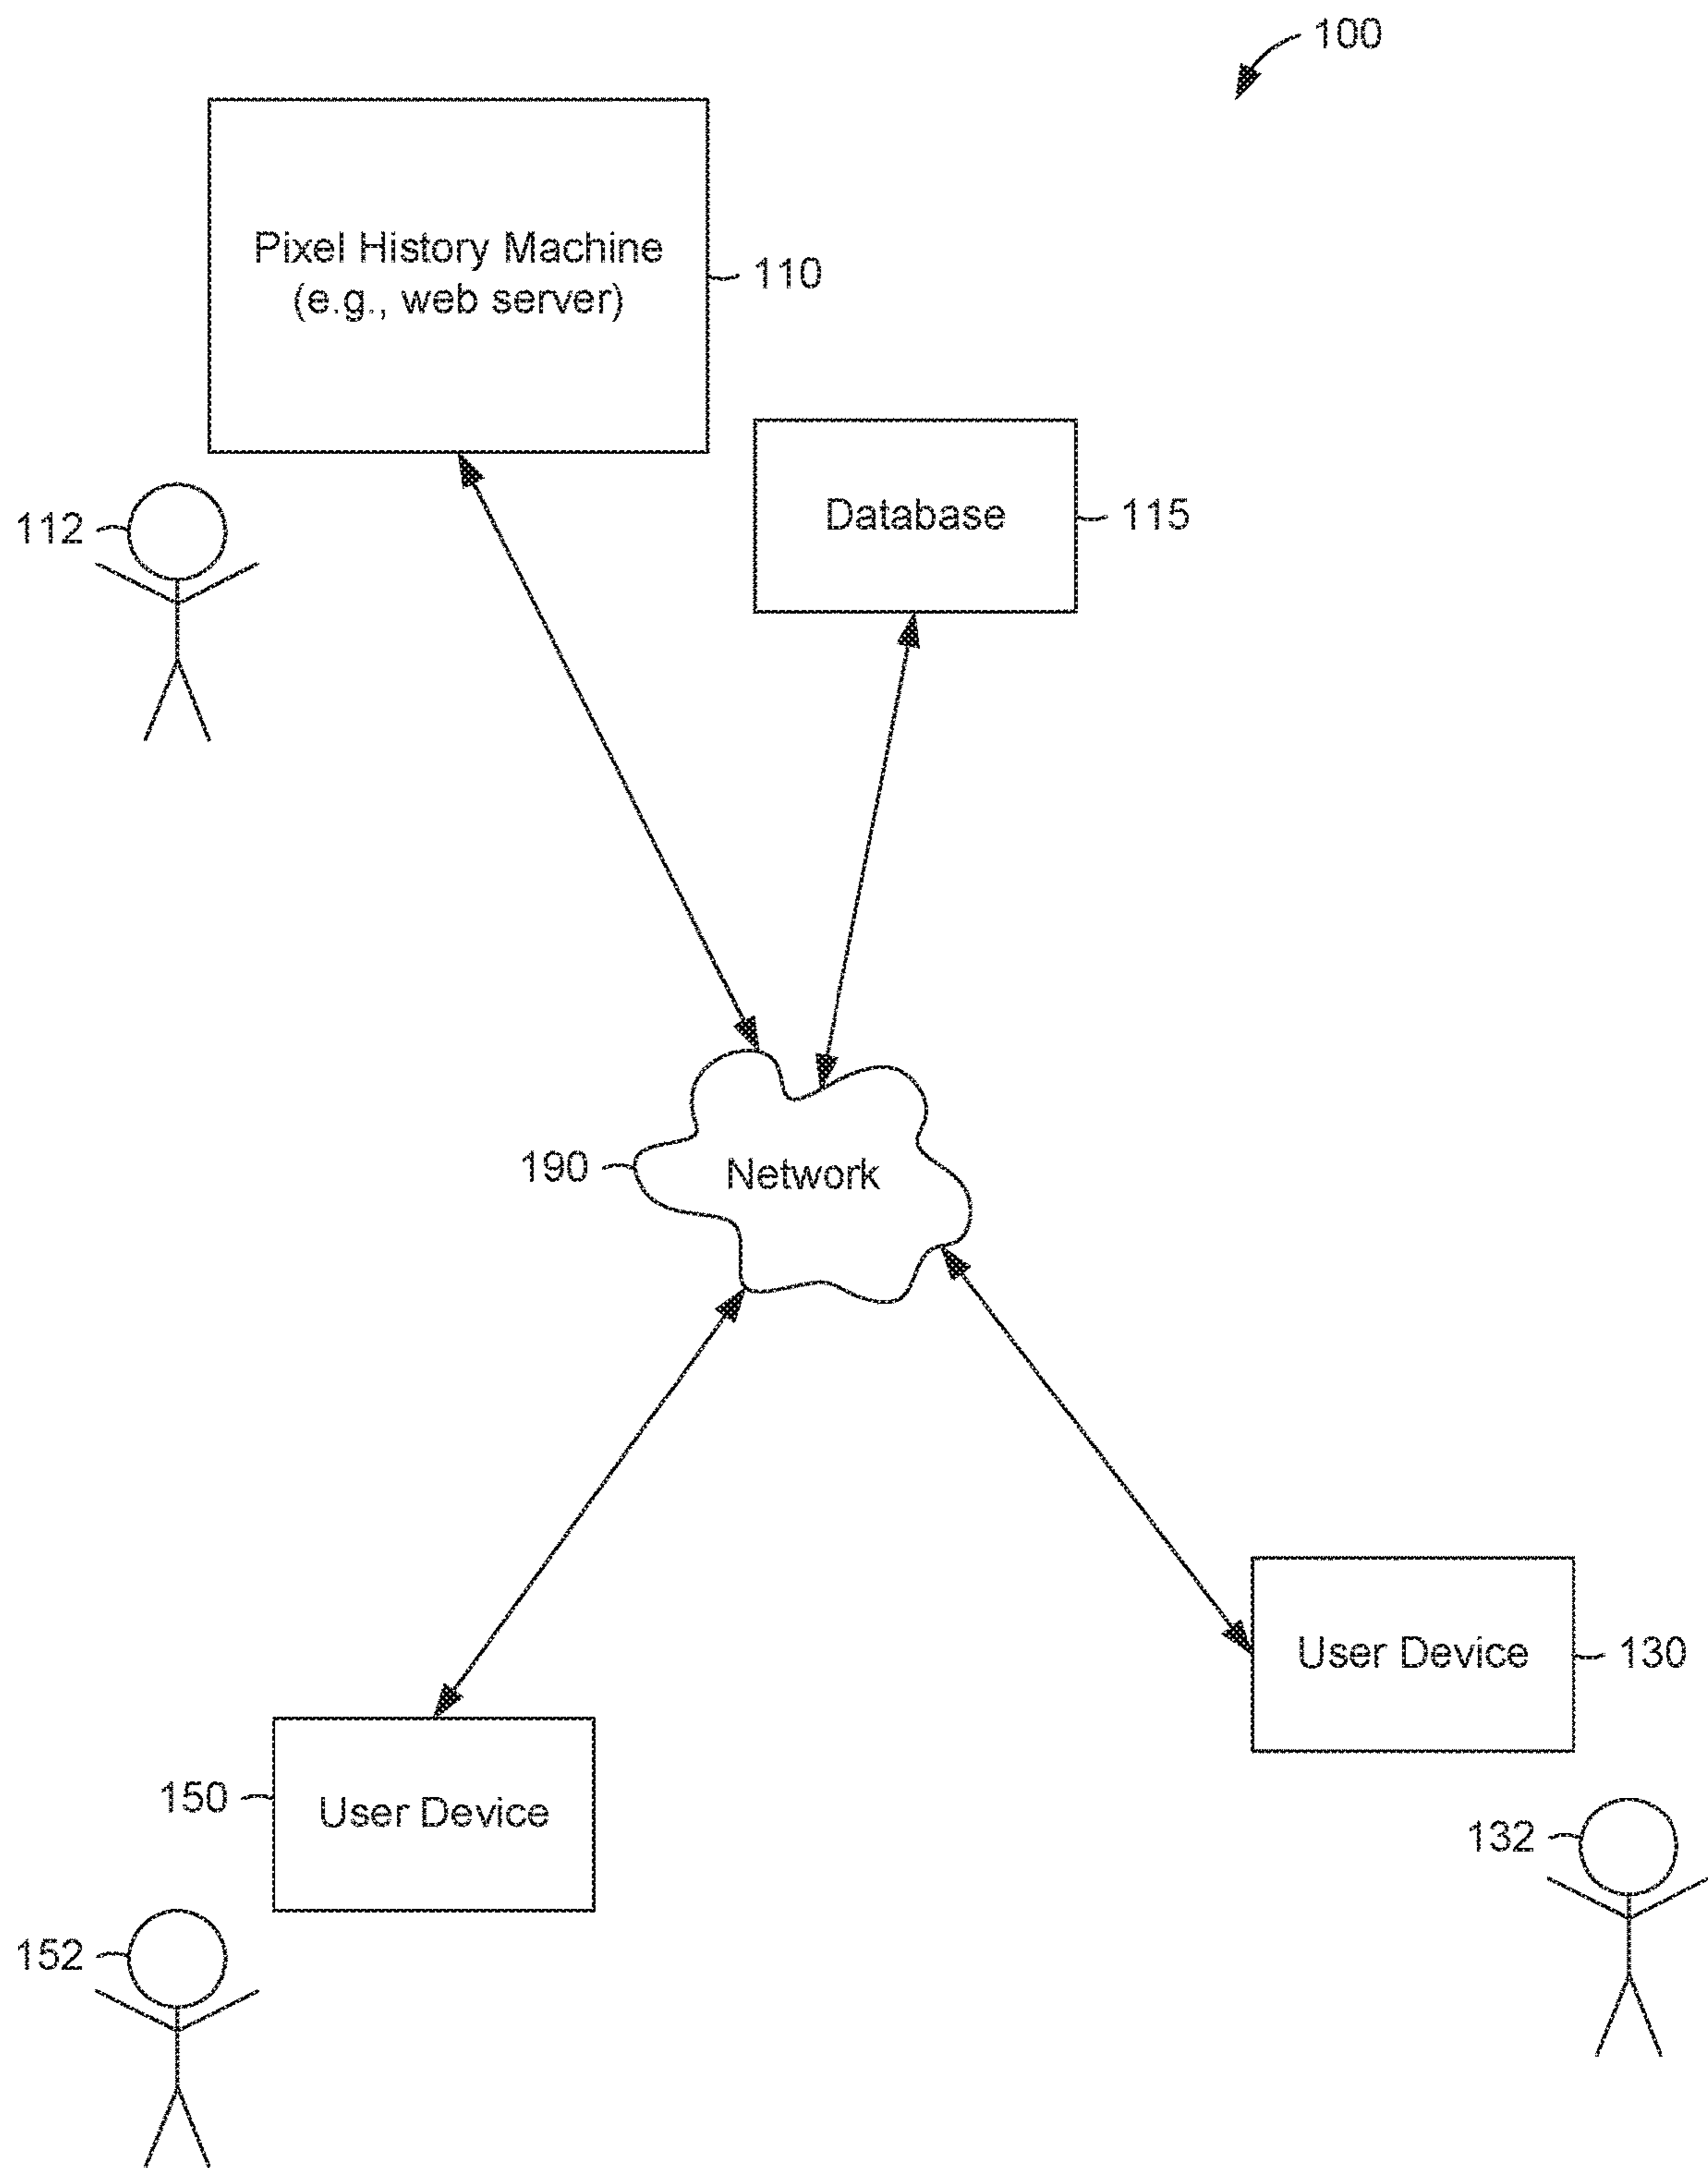 100
Pixel History Machine
(e.g., web server)
110
112
Database
115
190
Network
User Device
130
150
User Device
132
152